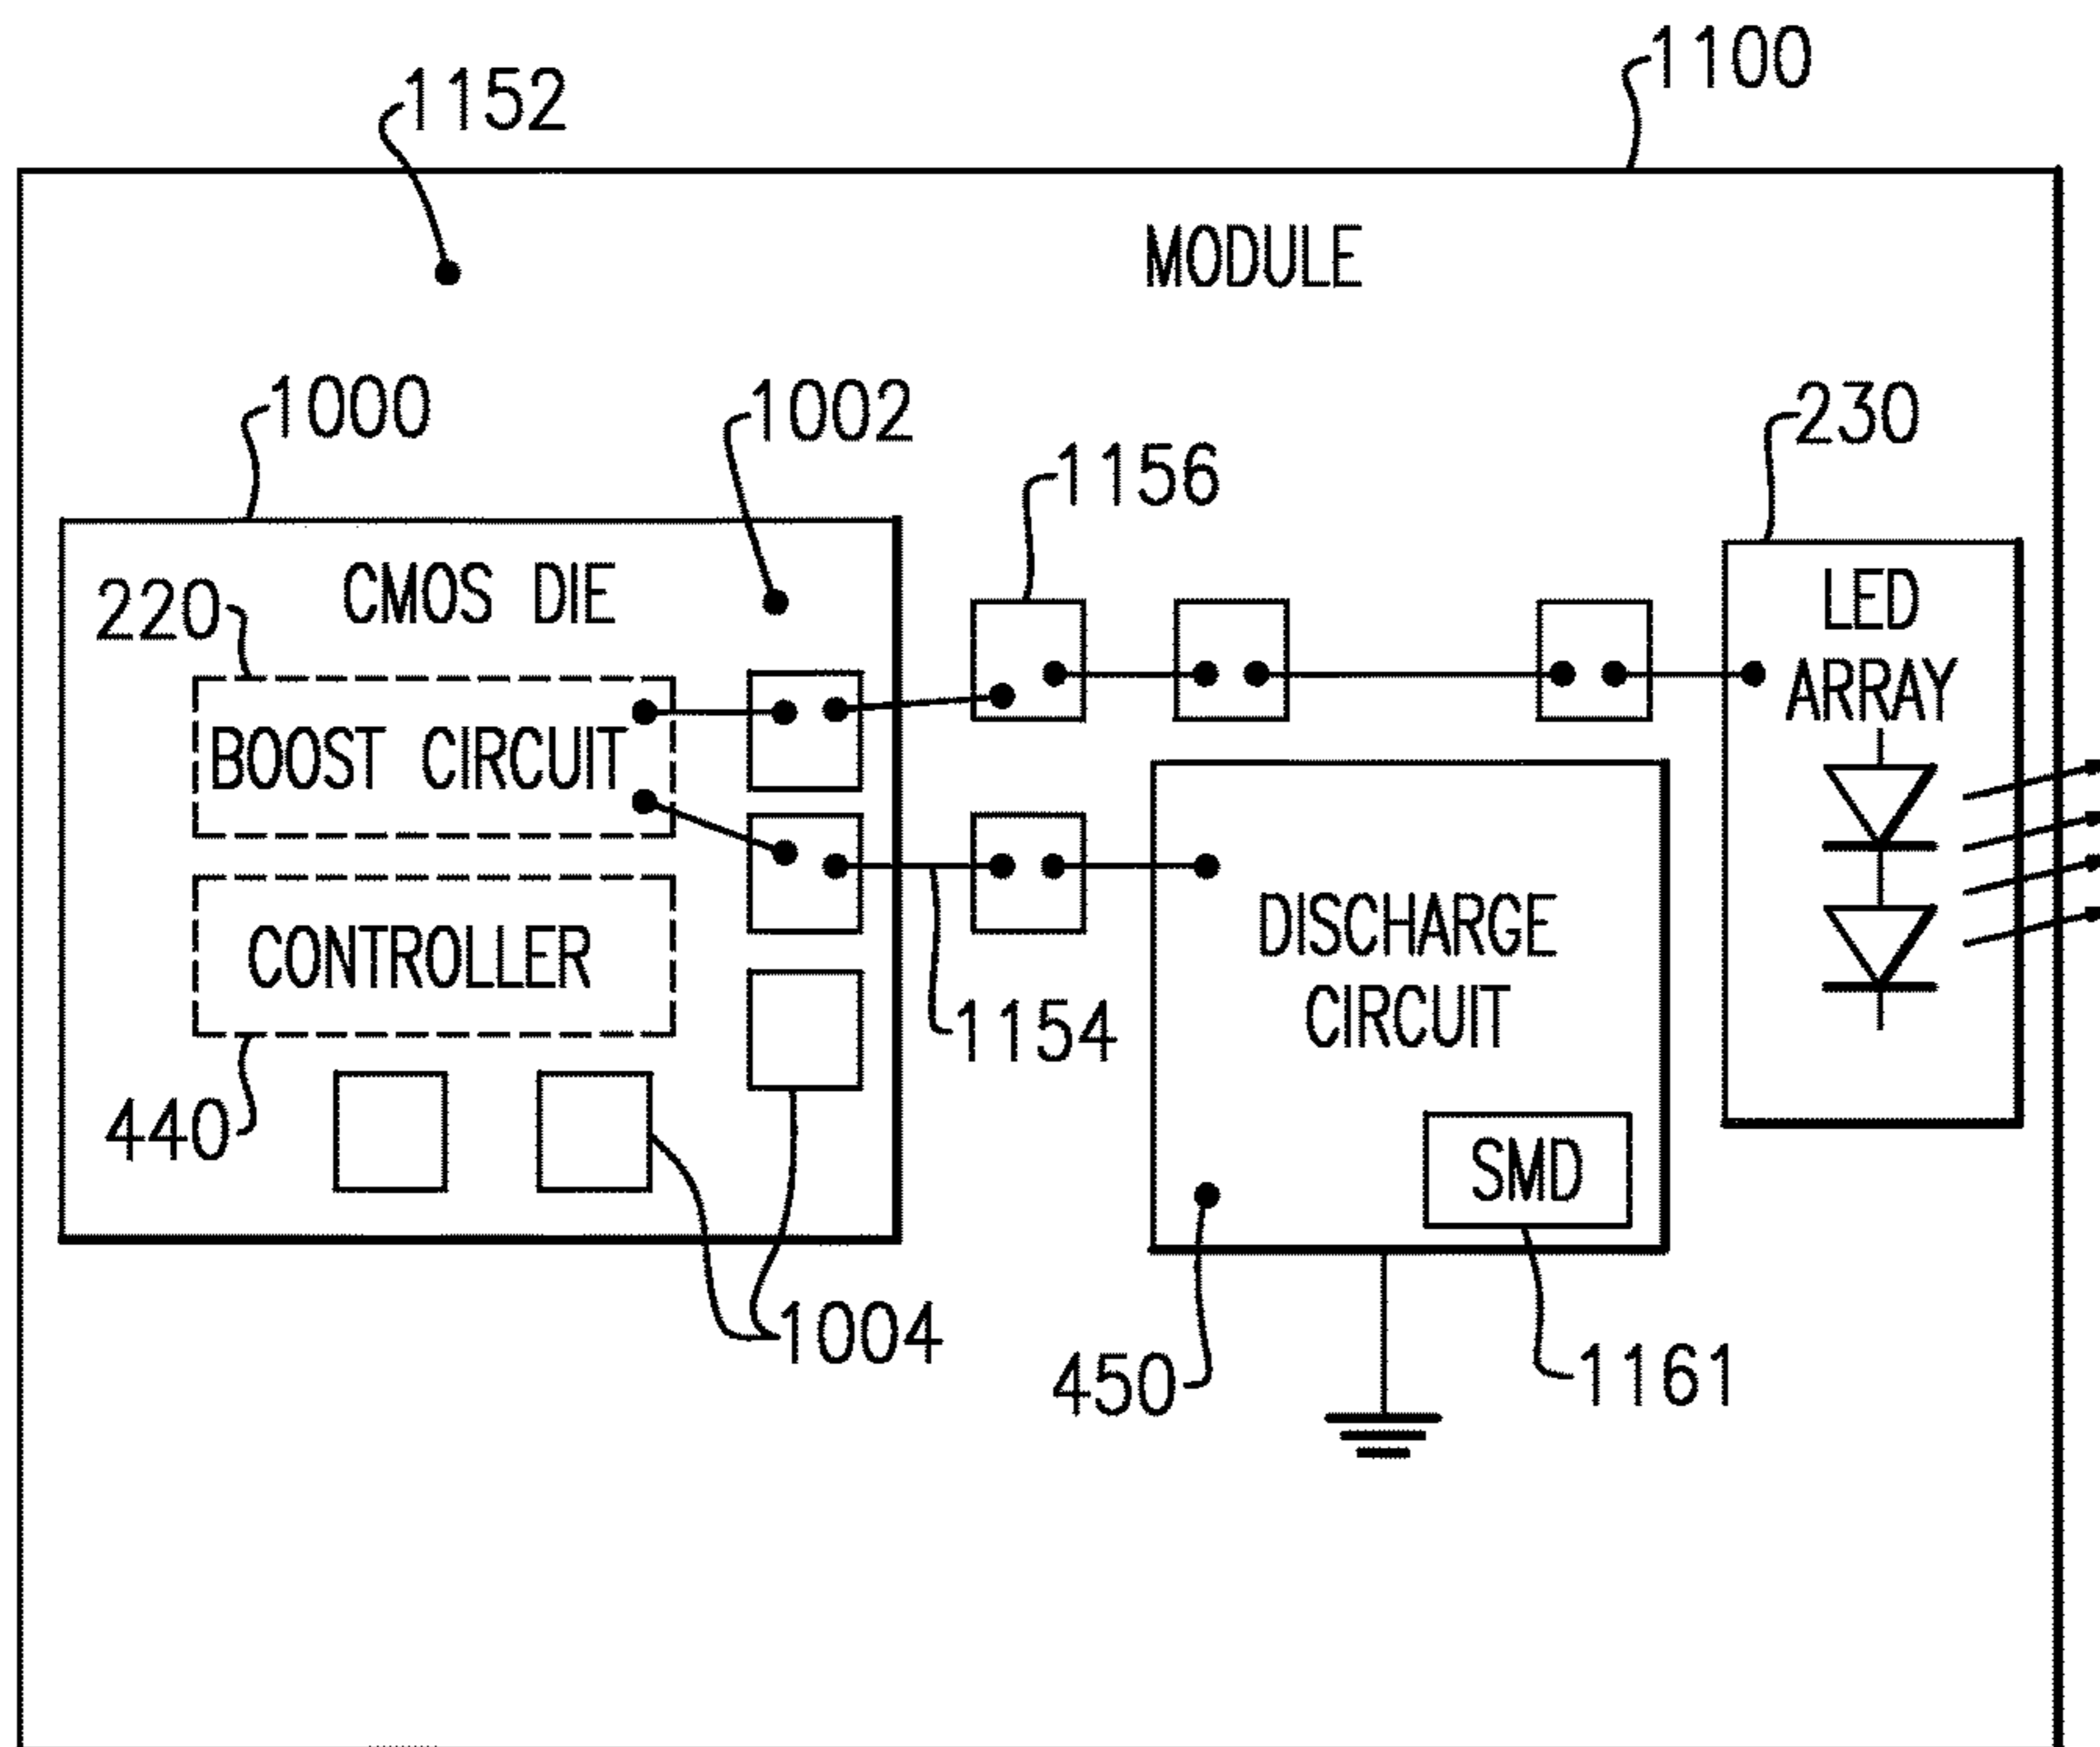 1100
1152
MODULE
1000
1002
230
1156
CMOS DIE
LED
ARRAY
220
BOOST CIRCUIT
CONTROLLER
DISCHARGE
CIRCUIT
1154
440
SMD
1004
450
1161